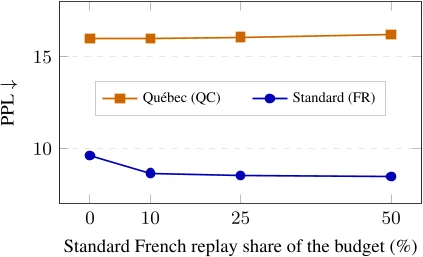 PPL↓
15
10
Québec (QC) Standard (FR)
0 10 25 50
Standard French replay share of the budget (%)